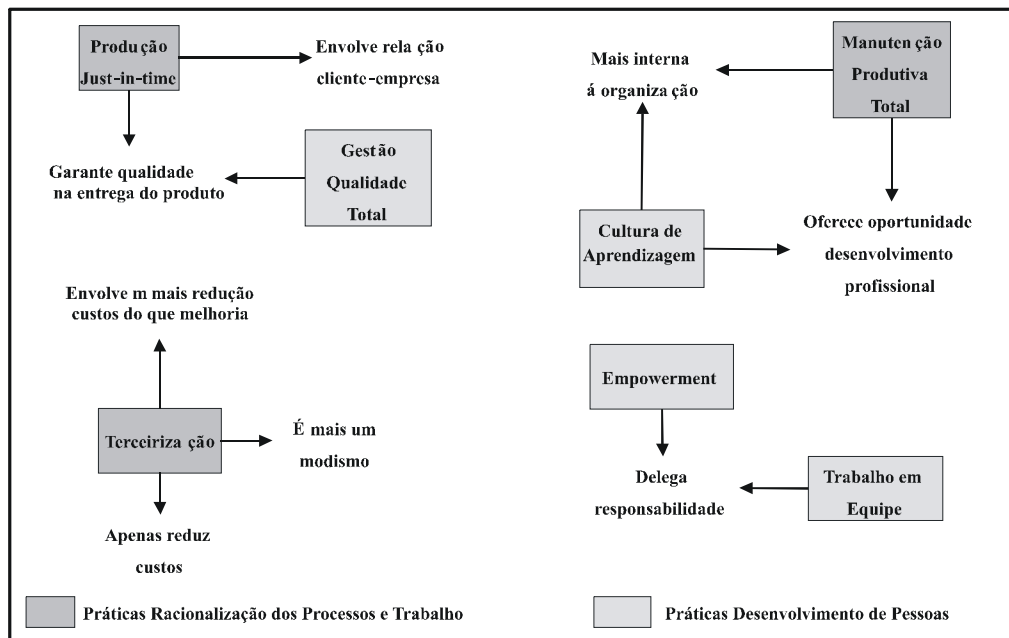 Produção
Just-in-time
Envolve rela ção
cliente-empresa
Garante qualidade
na entrega do produto
Gestão
Qualidade
Total
Mais interna
á organiza ção
Manuten ção
Produtiva
Total
Cultura de
Aprendizagem
Oferece oportunidade
desenvolvimento
profissional
Envolve m mais redução
custos do que melhoria
Terceiriza ção
É mais um
modismo
Apenas reduz
custos
Empowerment
Delega
responsabilidade
Trabalho em
Equipe
Práticas Racionalização dos Processos e Trabalho
Práticas Desenvolvimento de Pessoas